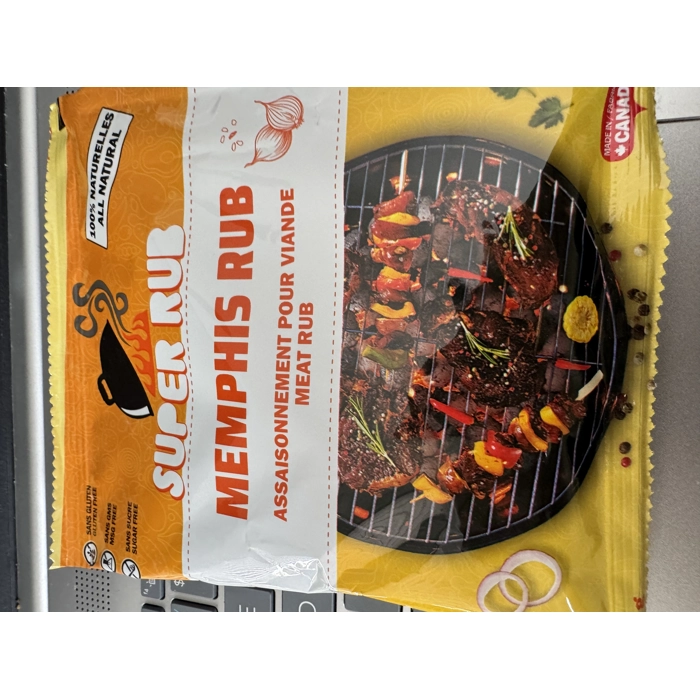 100% NATURELLES
ALL NATURAL
SUPER RUB
SANS GLUTEN
GLUTEN FREE
SANS GMS
MSG FREE
SANS SUCRE
SUGAR FREE
MEMPHIS RUB
ASSAISONNEMENT POUR VIANDE
MEAT RUB
MADE IN /
CANAD